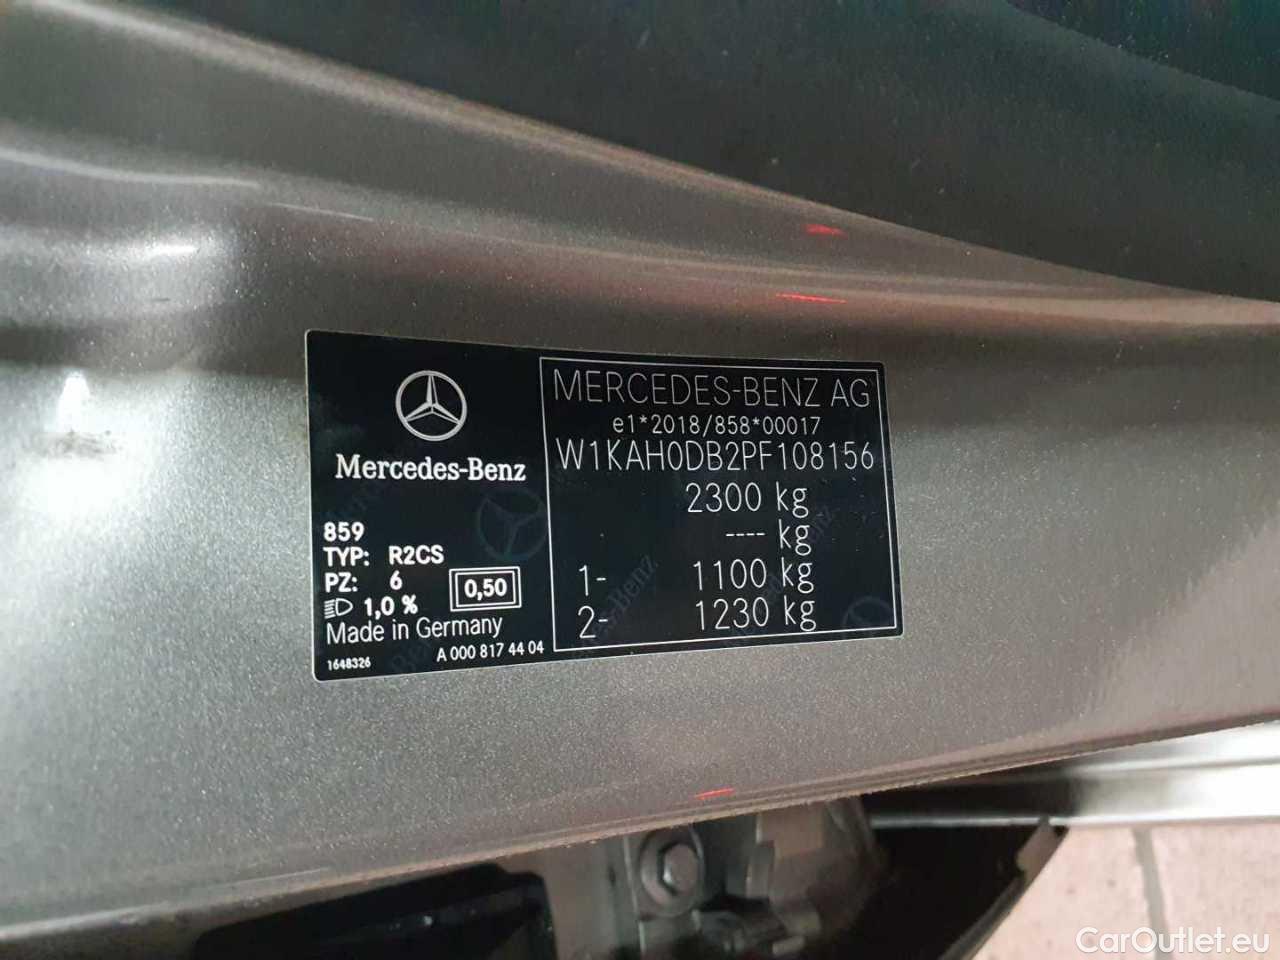 Mercedes-Benz
859
TYP: R2CS
PZ: 6
0,50
1,0 %
Made in Germany
1648326
A 000 817 44 04
MERCEDES-BENZ AG
e1*2018/858*00017
W1KAH0DB2PF108156
2300 kg
---- kg
1- 1100 kg
2- 1230 kg
CarOutlet.eu